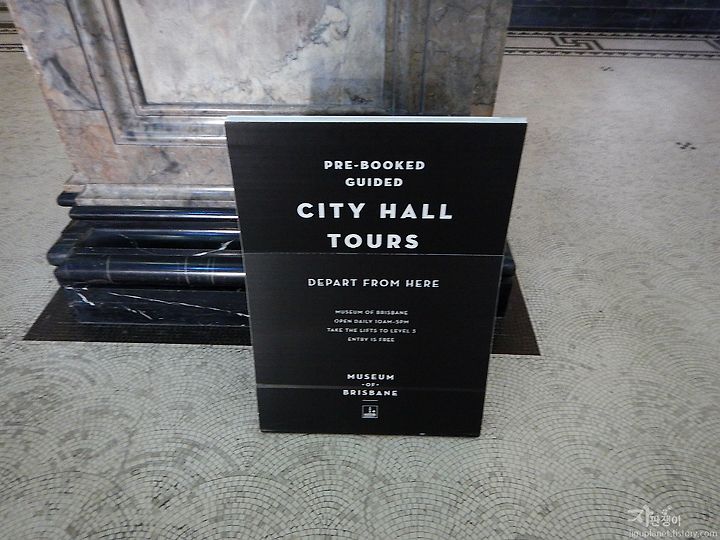 PRE-BOOKED
GUIDED
CITY HALL
TOURS
DEPART FROM HERE
MUSEUM OF BRISBANE
OPEN DAILY 10AM-5PM
TAKE THE LIFTS TO LEVEL 3
ENTRY IS FREE
MUSEUM
-OF-
BRISBANE